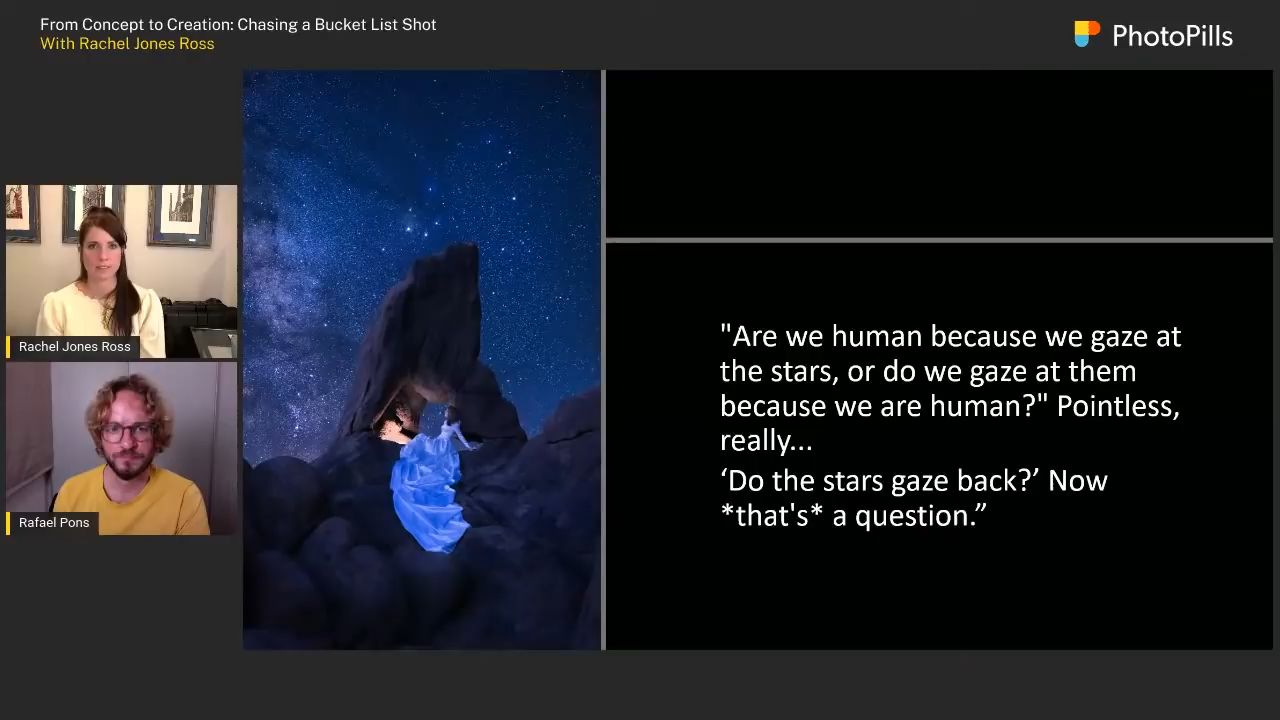 From Concept to Creation: Chasing a Bucket List Shot
With Rachel Jones Ross
PhotoPills
Rachel Jones Ross
Rafael Pons
"Are we human because we gaze at
the stars, or do we gaze at them
because we are human?" Pointless,
really...
‘Do the stars gaze back?’ Now
*that's* a question.”